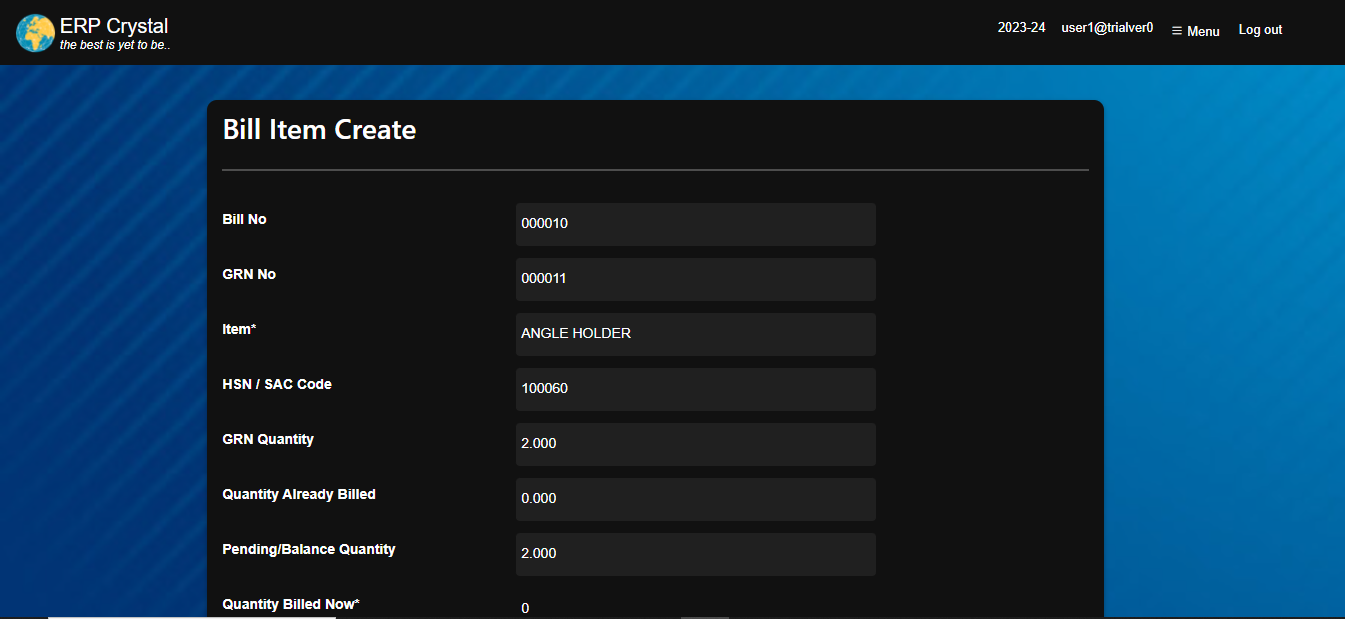 ERP Crystal
the best is yet to be..
2023-24 user1@trialver0 ☰ Menu Log out
Bill Item Create
Bill No 000010
GRN No 000011
Item* ANGLE HOLDER
HSN / SAC Code 100060
GRN Quantity 2.000
Quantity Already Billed 0.000
Pending/Balance Quantity 2.000
Quantity Billed Now* 0